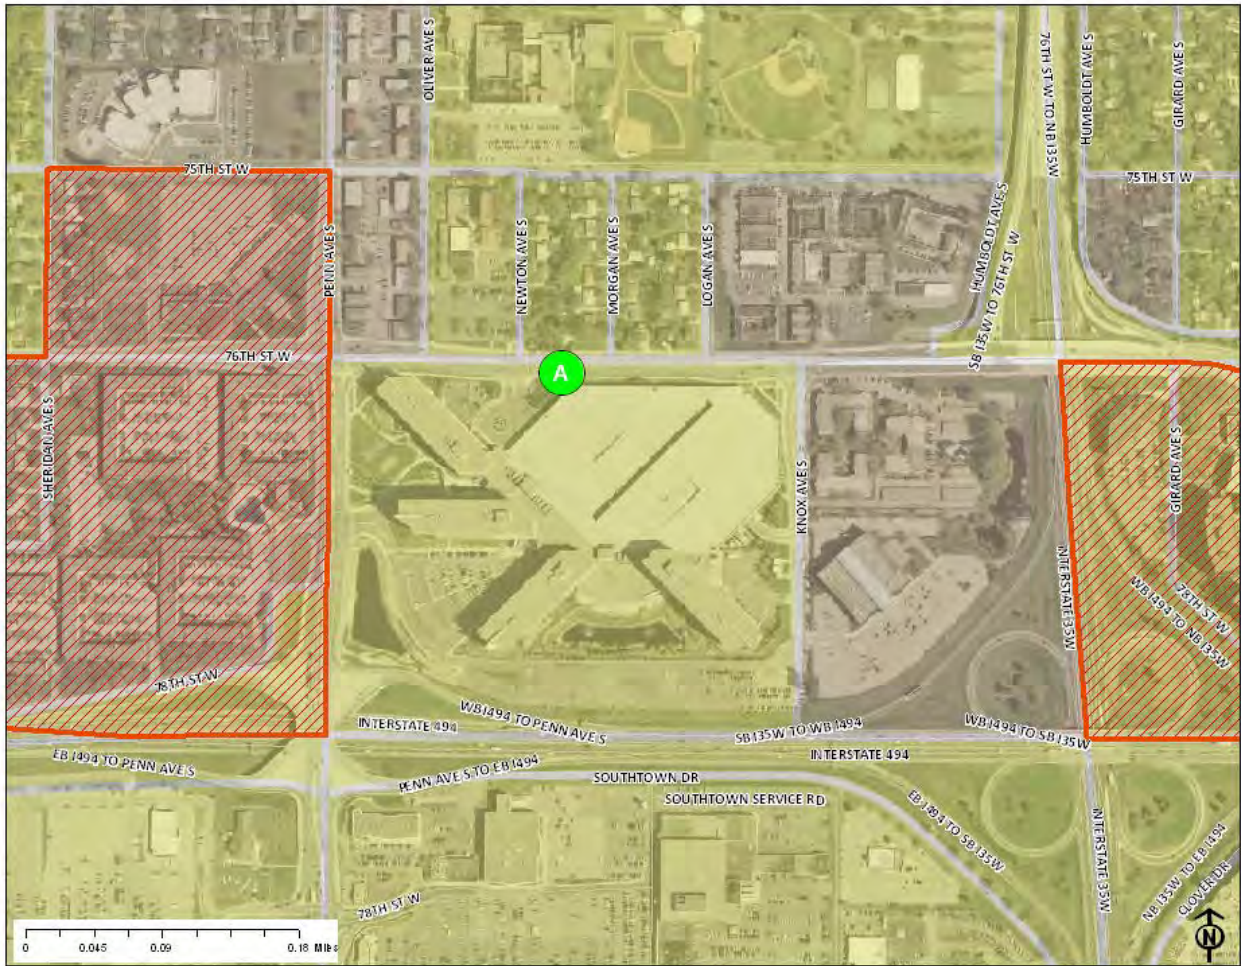 OLIVER AVE S
76TH ST W TO NB I35W
HUMBOLDT AVE S
GIRARD AVE S
75TH ST W
75TH ST W
PENN AVE S
NEWTON AVE S
MORGAN AVE S
LOGAN AVE S
HUMBOLDT AVE S
SB I35W TO 76TH ST W
76TH ST W
A
SHERIDAN AVE S
KNOX AVE S
GIRARD AVE S
INTERSTATE 35W
78TH ST W
WB I494 TO NB I35W
78TH ST W
INTERSTATE 494
WB I494 TO PENN AVE S
SB I35W TO WB I494
WB I494 TO SB I35W
EB I494 TO PENN AVE S
INTERSTATE 494
PENN AVE S TO EB I494
SOUTHTOWN DR
SOUTHTOWN SERVICE RD
EB I494 TO SB I35W
INTERSTATE 35W
NB I35W TO EB I494
CLOVER DR
78TH ST W
0 0.045 0.09 0.18 Miles
N